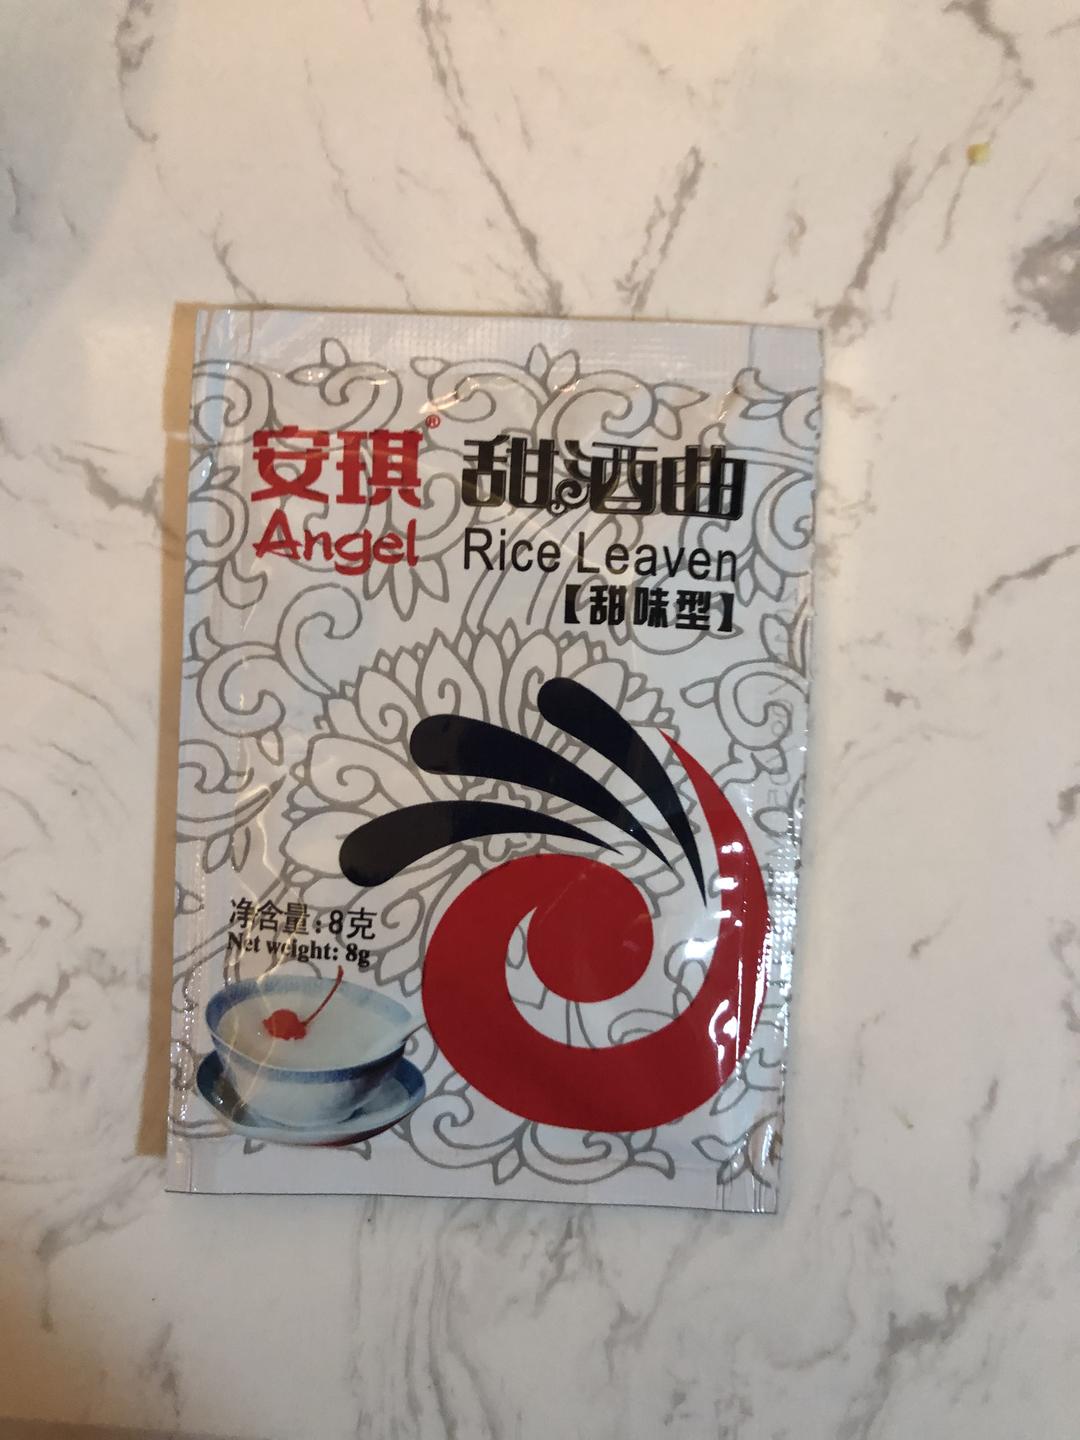 安琪® 甜酒曲
Angel Rice Leaven
【甜味型】
净含量:8克
Net weight: 8g